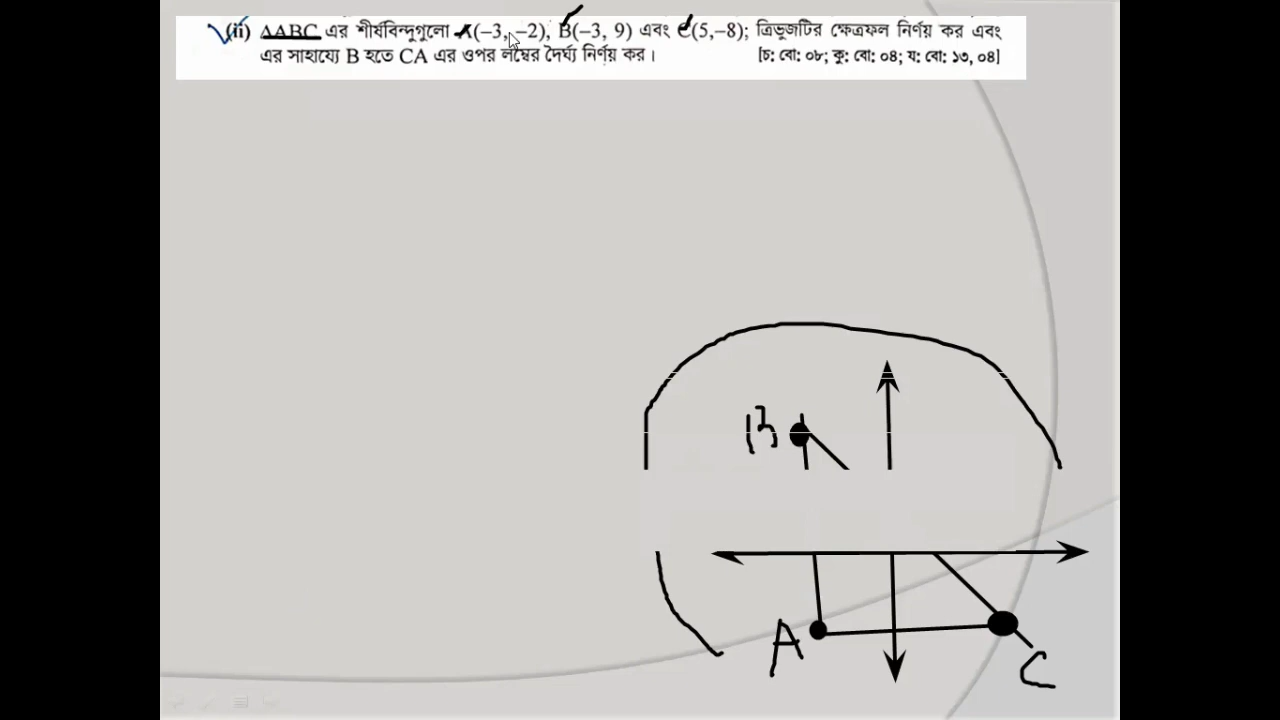 (ii) ΔABC এর শীর্ষবিন্দুগুলো A(−3, −2), B(−3, 9) এবং C(5,−8); ত্রিভুজটির ক্ষেত্রফল নির্ণয় কর এবং
এর সাহায্যে B হতে CA এর ওপর লম্বের দৈর্ঘ্য নির্ণয় কর। [চ: বো: ০৮; কু: বো: ০৪; য: বো: ১৩, ০৪]
B
A
C